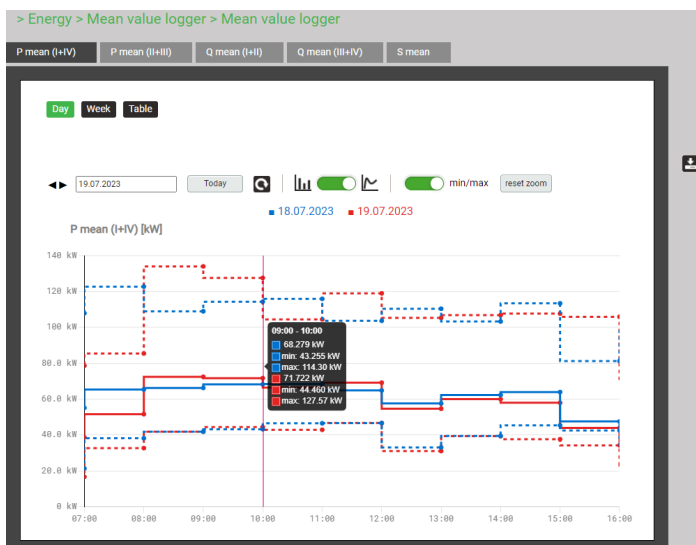 > Energy > Mean value logger > Mean value logger
P mean (I+IV) P mean (II+III) Q mean (I+II) Q mean (III+IV) S mean
Day Week Table
19.07.2023 Today min/max reset zoom
18.07.2023 19.07.2023
P mean (I+IV) [kW]
140 kW
120 kW
100 kW
80.0 kW
60.0 kW
40.0 kW
20.0 kW
0 kW
09:00 - 10:00
68.279 kW
min: 43.255 kW
max: 114.30 kW
71.722 kW
min: 44.460 kW
max: 127.57 kW
07:00 08:00 09:00 10:00 11:00 12:00 13:00 14:00 15:00 16:00